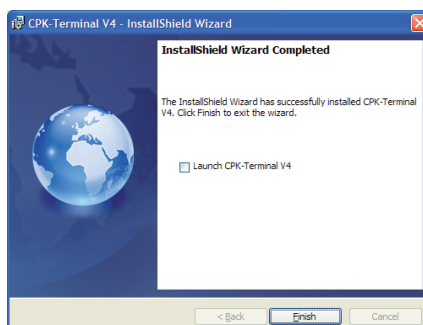 CPK-Terminal V4 - InstallShield Wizard
InstallShield Wizard Completed
The InstallShield Wizard has successfully installed CPK-Terminal
V4. Click Finish to exit the wizard.
Launch CPK-Terminal V4
< Back Finish Cancel